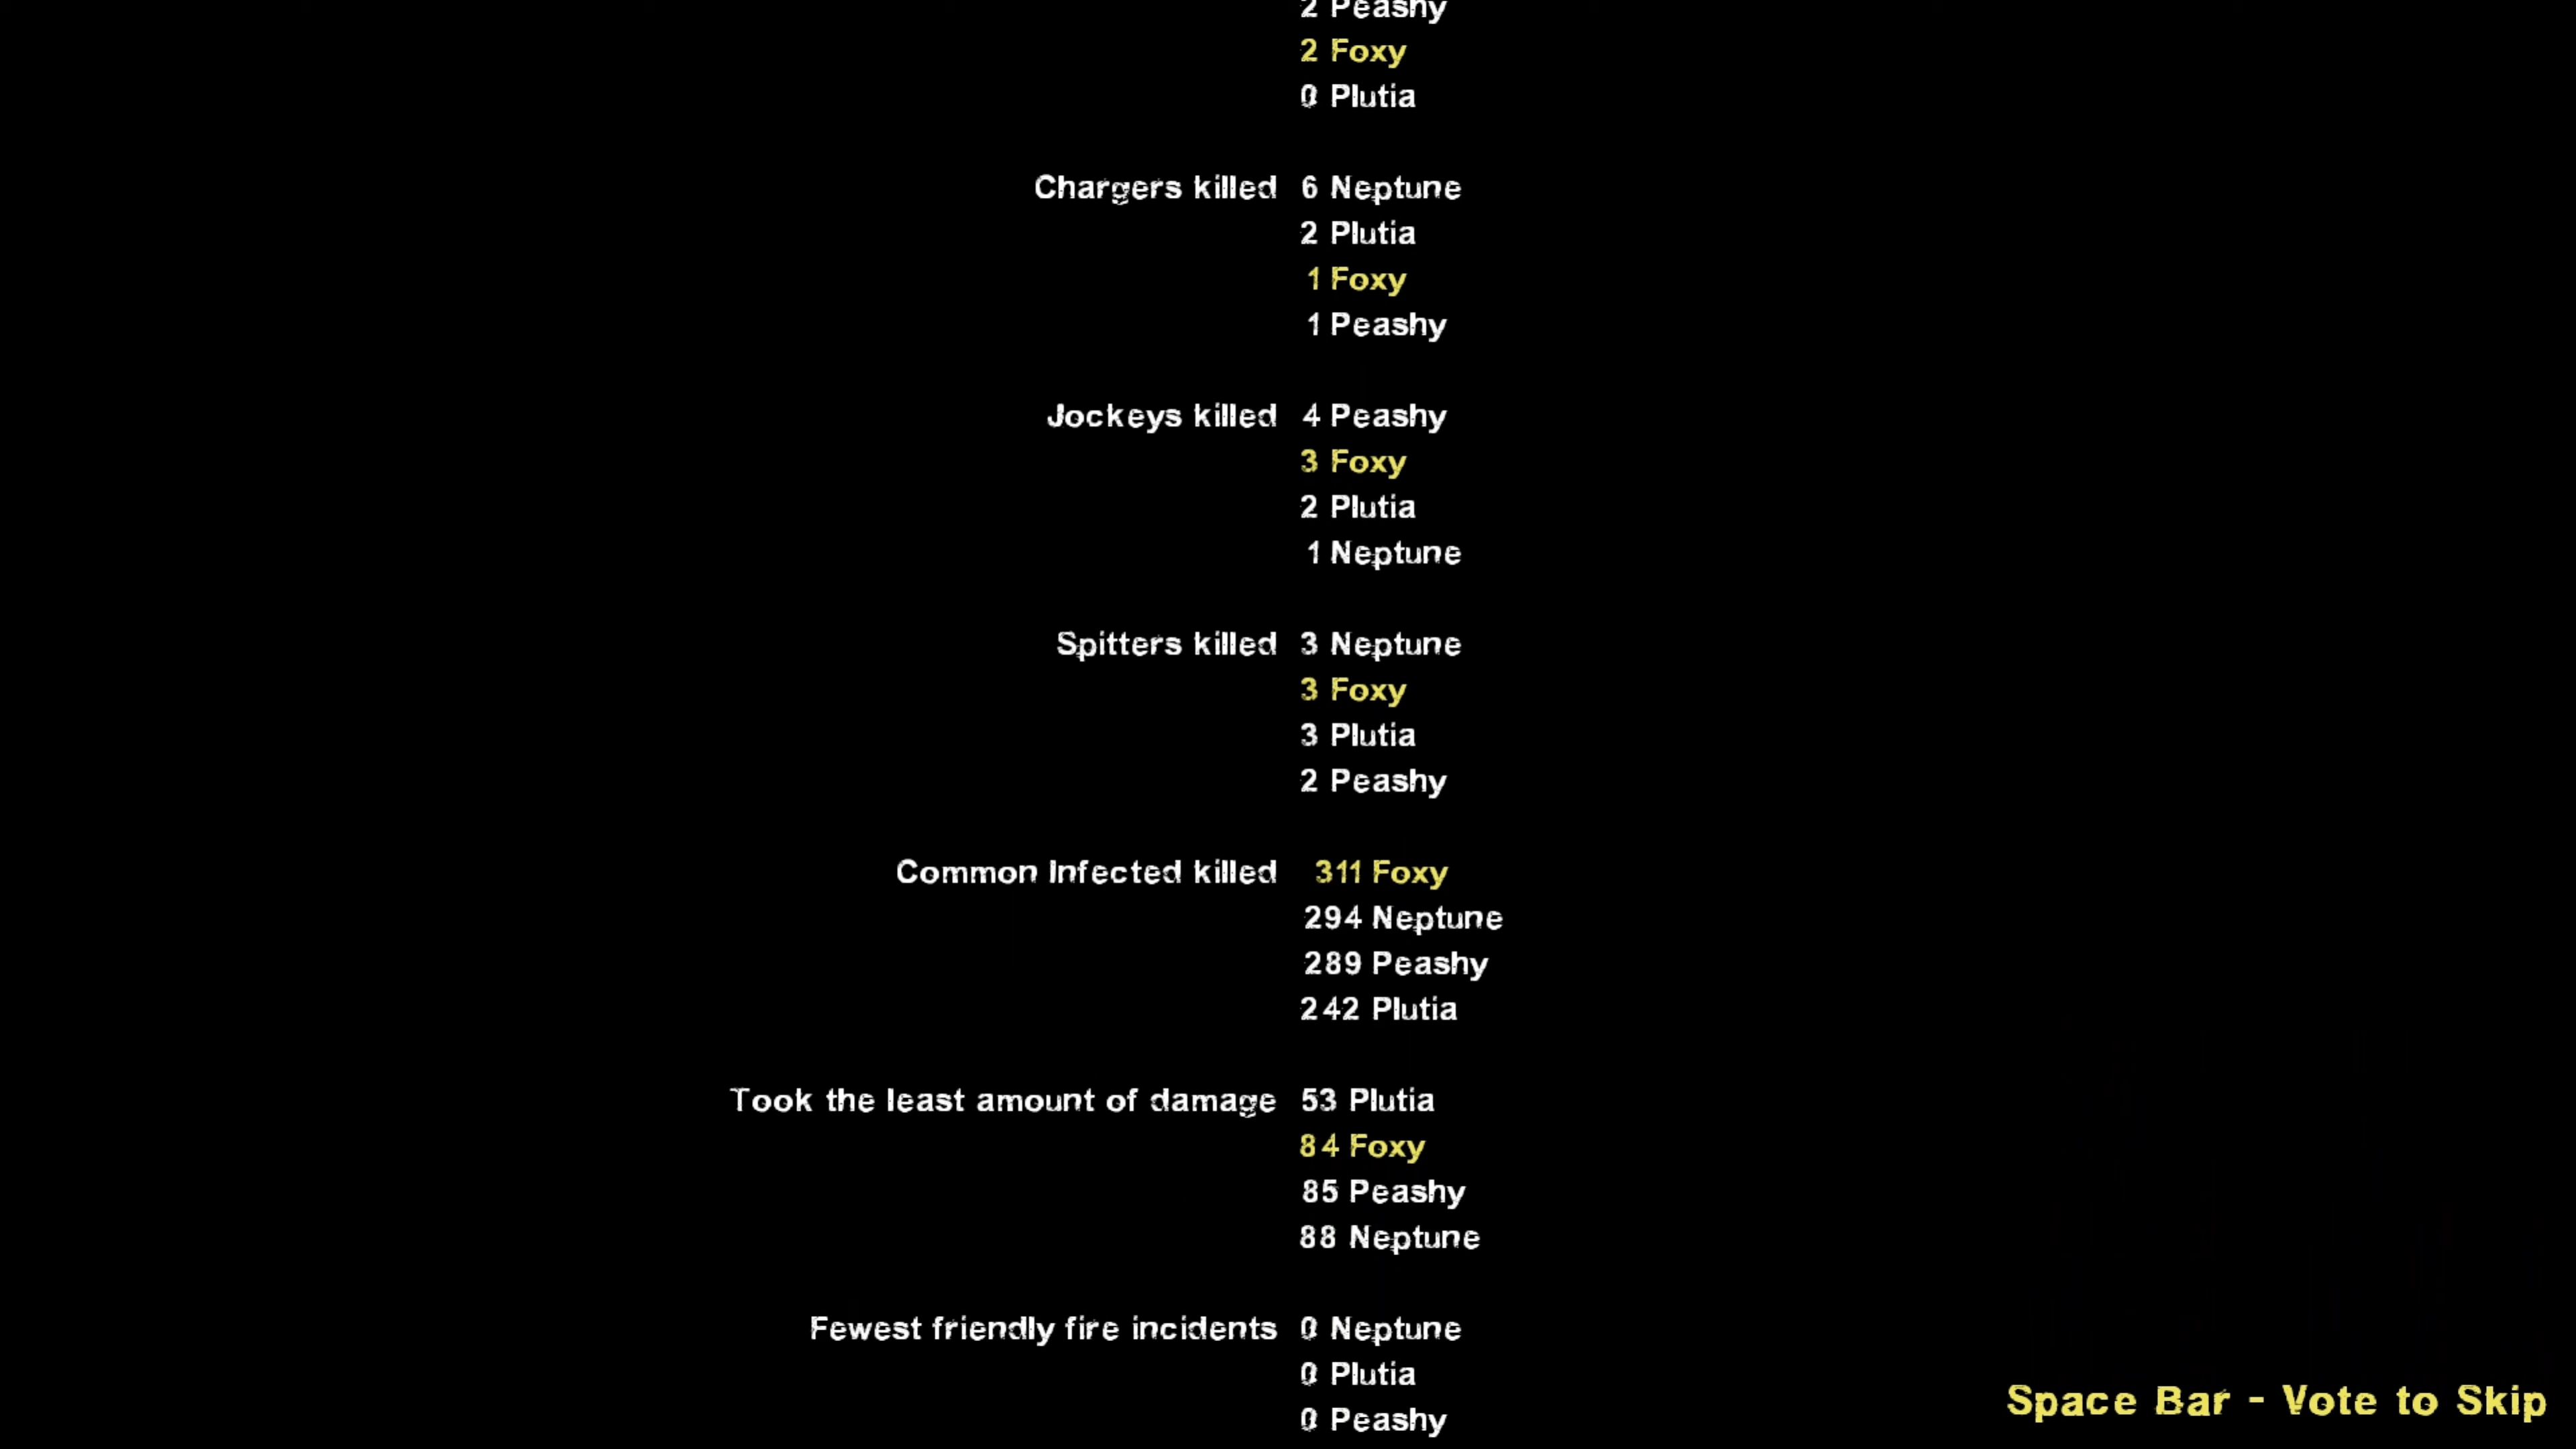 2 Peashy
2 Foxy
0 Plutia
Chargers killed 6 Neptune
2 Plutia
1 Foxy
1 Peashy
Jockeys killed 4 Peashy
3 Foxy
2 Plutia
1 Neptune
Spitters killed 3 Neptune
3 Foxy
3 Plutia
2 Peashy
Common Infected killed 311 Foxy
294 Neptune
289 Peashy
242 Plutia
Took the least amount of damage 53 Plutia
84 Foxy
85 Peashy
88 Neptune
Fewest friendly fire incidents 0 Neptune
0 Plutia
0 Peashy
Space Bar - Vote to Skip